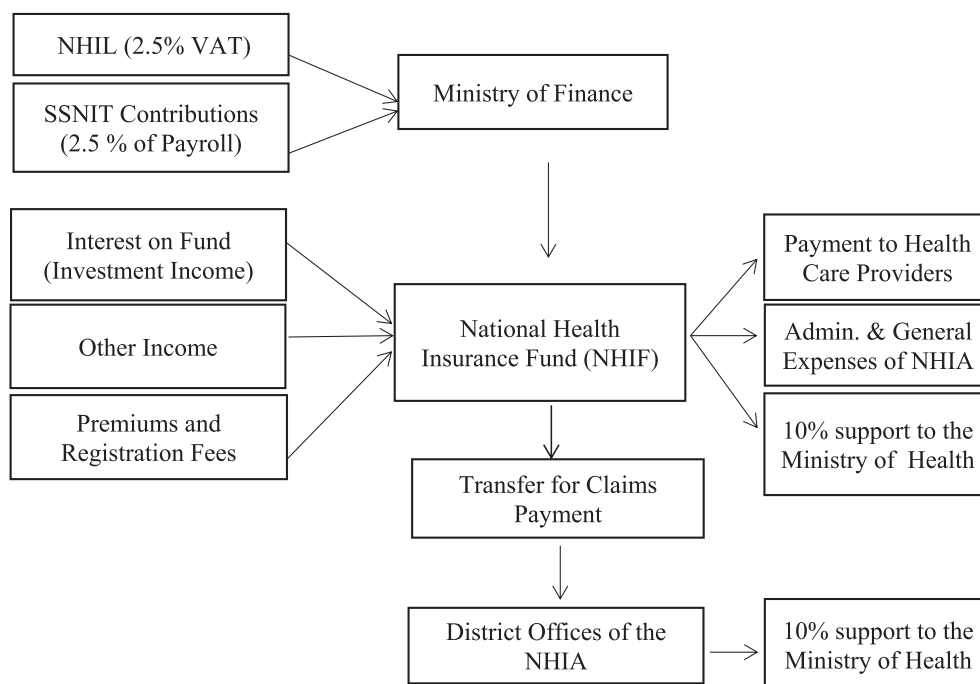 NHIL (2.5% VAT)
SSNIT Contributions
(2.5 % of Payroll)
Ministry of Finance
Interest on Fund
(Investment Income)
Other Income
Premiums and
Registration Fees
National Health
Insurance Fund (NHIF)
Payment to Health
Care Providers
Admin. & General
Expenses of NHIA
10% support to the
Ministry of Health
Transfer for Claims
Payment
District Offices of the
NHIA
10% support to the
Ministry of Health